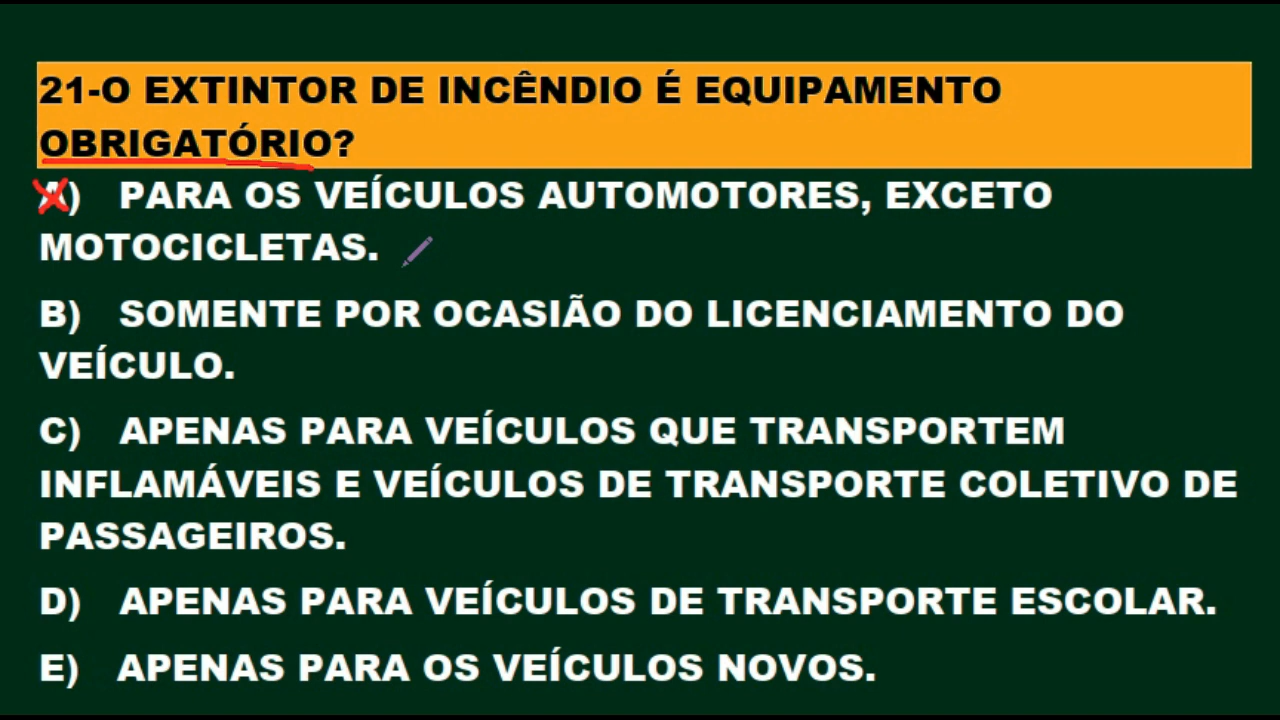 21-O EXTINTOR DE INCÊNDIO É EQUIPAMENTO
OBRIGATÓRIO?
A) PARA OS VEÍCULOS AUTOMOTORES, EXCETO
MOTOCICLETAS.
B) SOMENTE POR OCASIÃO DO LICENCIAMENTO DO
VEÍCULO.
C) APENAS PARA VEÍCULOS QUE TRANSPORTEM
INFLAMÁVEIS E VEÍCULOS DE TRANSPORTE COLETIVO DE
PASSAGEIROS.
D) APENAS PARA VEÍCULOS DE TRANSPORTE ESCOLAR.
E) APENAS PARA OS VEÍCULOS NOVOS.